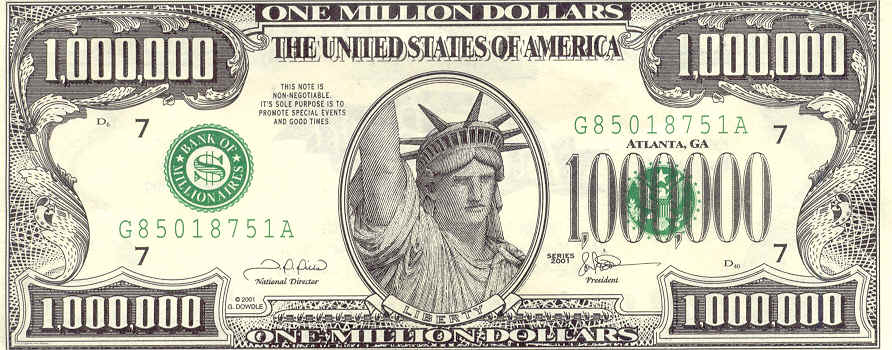 ONE MILLION DOLLARS
1,000,000
THE UNITED STATES OF AMERICA
1,000,000
THIS NOTE IS
NON-NEGOTIABLE.
IT'S SOLE PURPOSE IS TO
PROMOTE SPECIAL EVENTS
AND GOOD TIMES
D6
7
G85018751A
7
ATLANTA, GA
BANK OF MILLIONAIRES
$
1,000,000
G85018751A
7
SERIES
2001
7
D40
National Director
President
© 2001
G. DOWDLE
LIBERTY
1,000,000
1,000,000
ONE MILLION DOLLARS